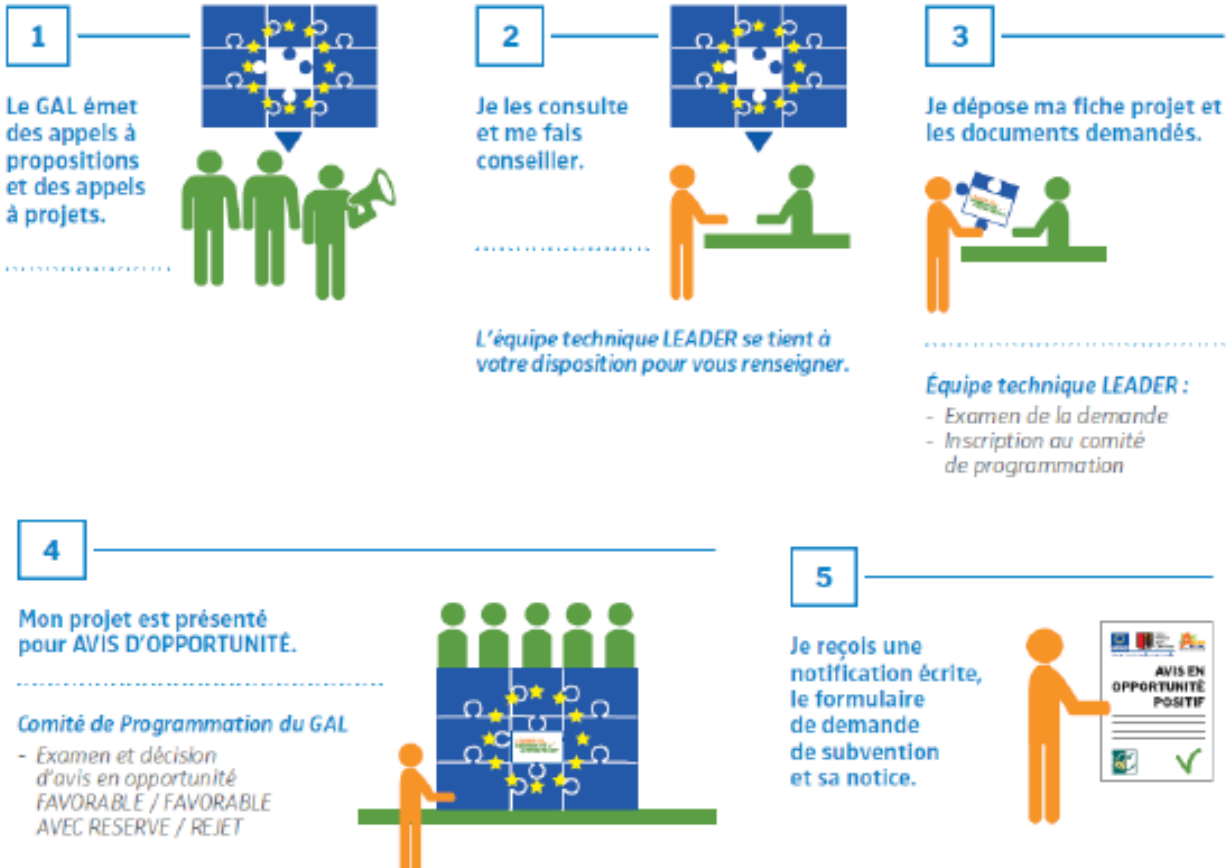 1
Le GAL émet
des appels à
propositions
et des appels
à projets.
2
Je les consulte
et me fais
conseiller.
L'équipe technique LEADER se tient à
votre disposition pour vous renseigner.
3
Je dépose ma fiche projet et
les documents demandés.
Équipe technique LEADER :
- Examen de la demande
- Inscription au comité
de programmation
4
Mon projet est présenté
pour AVIS D'OPPORTUNITÉ.
Comité de Programmation du GAL
- Examen et décision
d'avis en opportunité
FAVORABLE / FAVORABLE
AVEC RESERVE / REJET
5
Je reçois une
notification écrite,
le formulaire
de demande
de subvention
et sa notice.
AVIS EN
OPPORTUNITÉ
POSITIF